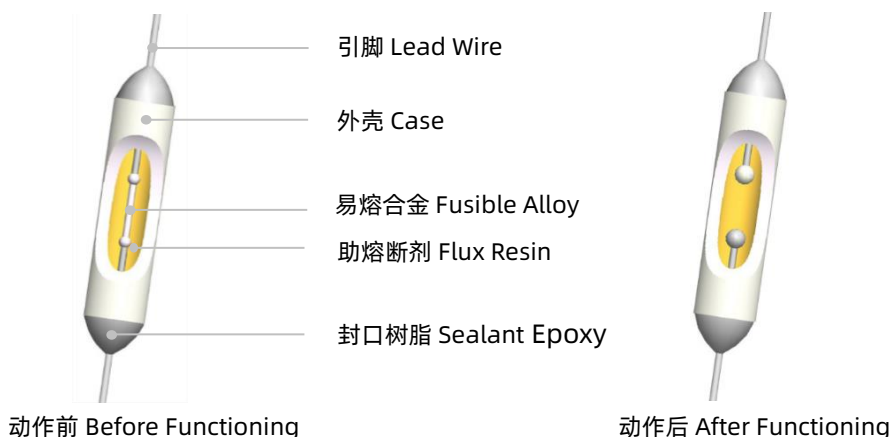 引脚 Lead Wire
外壳 Case
易熔合金 Fusible Alloy
助熔断剂 Flux Resin
封口树脂 Sealant Epoxy
动作前 Before Functioning
动作后 After Functioning